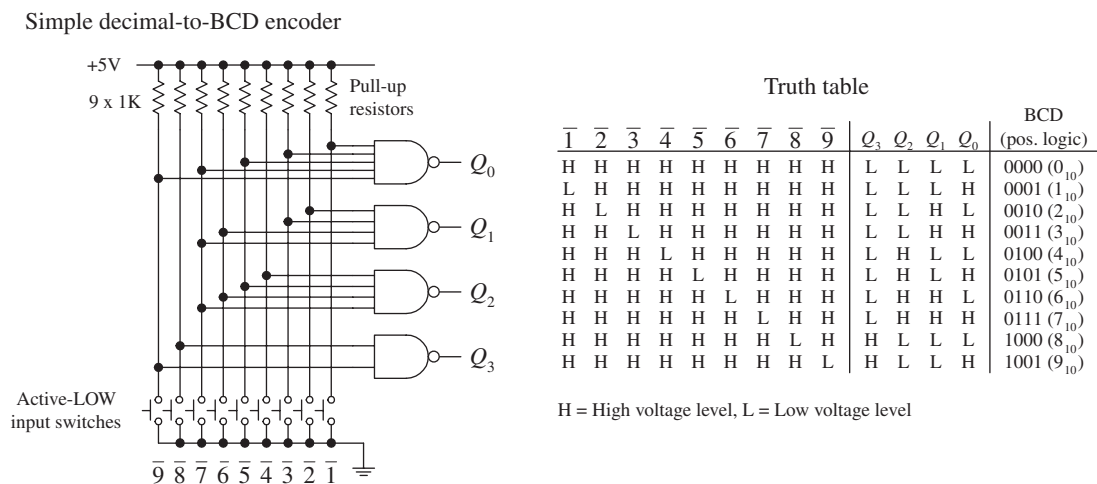 Simple decimal-to-BCD encoder
+5V
9 x 1K
Pull-up
resistors
Q₀
Q₁
Q₂
Q₃
Active-LOW
input switches
9̅ 8̅ 7̅ 6̅ 5̅ 4̅ 3̅ 2̅ 1̅
Truth table
BCD
1̅ 2̅ 3̅ 4̅ 5̅ 6̅ 7̅ 8̅ 9̅ Q₃ Q₂ Q₁ Q₀ (pos. logic)
H H H H H H H H H L L L L 0000 (0₁₀)
L H H H H H H H H L L L H 0001 (1₁₀)
H L H H H H H H H L L H L 0010 (2₁₀)
H H L H H H H H H L L H H 0011 (3₁₀)
H H H L H H H H H L H L L 0100 (4₁₀)
H H H H L H H H H L H L H 0101 (5₁₀)
H H H H H L H H H L H H L 0110 (6₁₀)
H H H H H H L H H L H H H 0111 (7₁₀)
H H H H H H H L H H L L L 1000 (8₁₀)
H H H H H H H H L H L L H 1001 (9₁₀)
H = High voltage level, L = Low voltage level